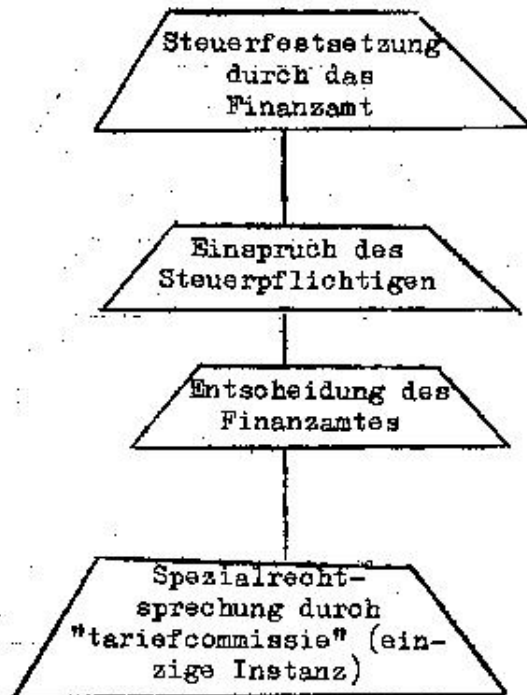 Steuerfestsetzung
durch das
Finanzamt
Einspruch des
Steuerpflichtigen
Entscheidung des
Finanzamtes
Spezialrecht-
sprechung durch
"tariefcommissie" (ein-
zige Instanz)